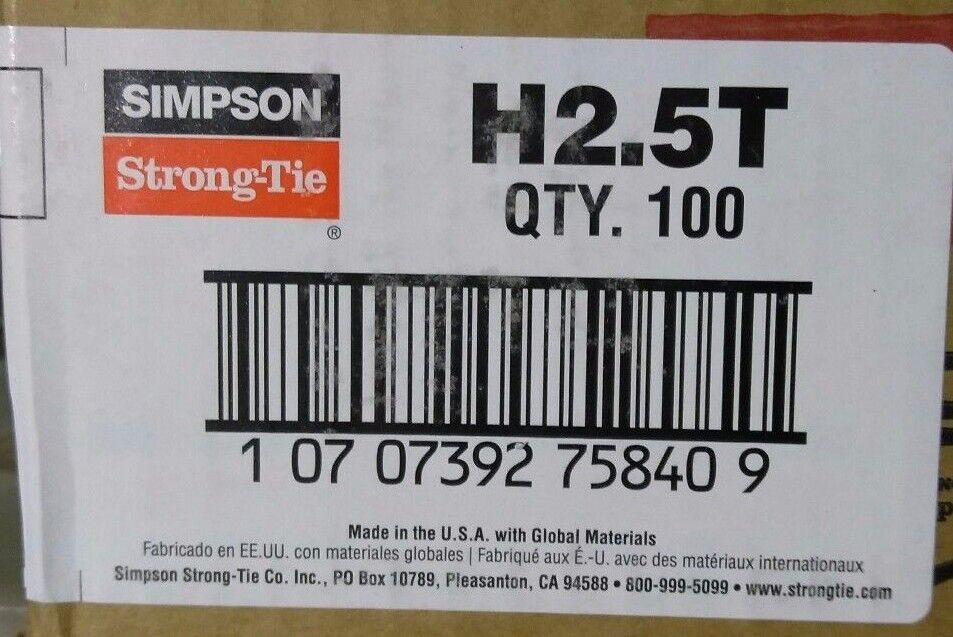 SIMPSON
Strong-Tie
®
H2.5T
QTY. 100
1 07 07392 75840 9
Made in the U.S.A. with Global Materials
Fabricado en EE.UU. con materiales globales | Fabriqué aux É.-U. avec des matériaux internationaux
Simpson Strong-Tie Co. Inc., PO Box 10789, Pleasanton, CA 94588 • 800-999-5099 • www.strongtie.com